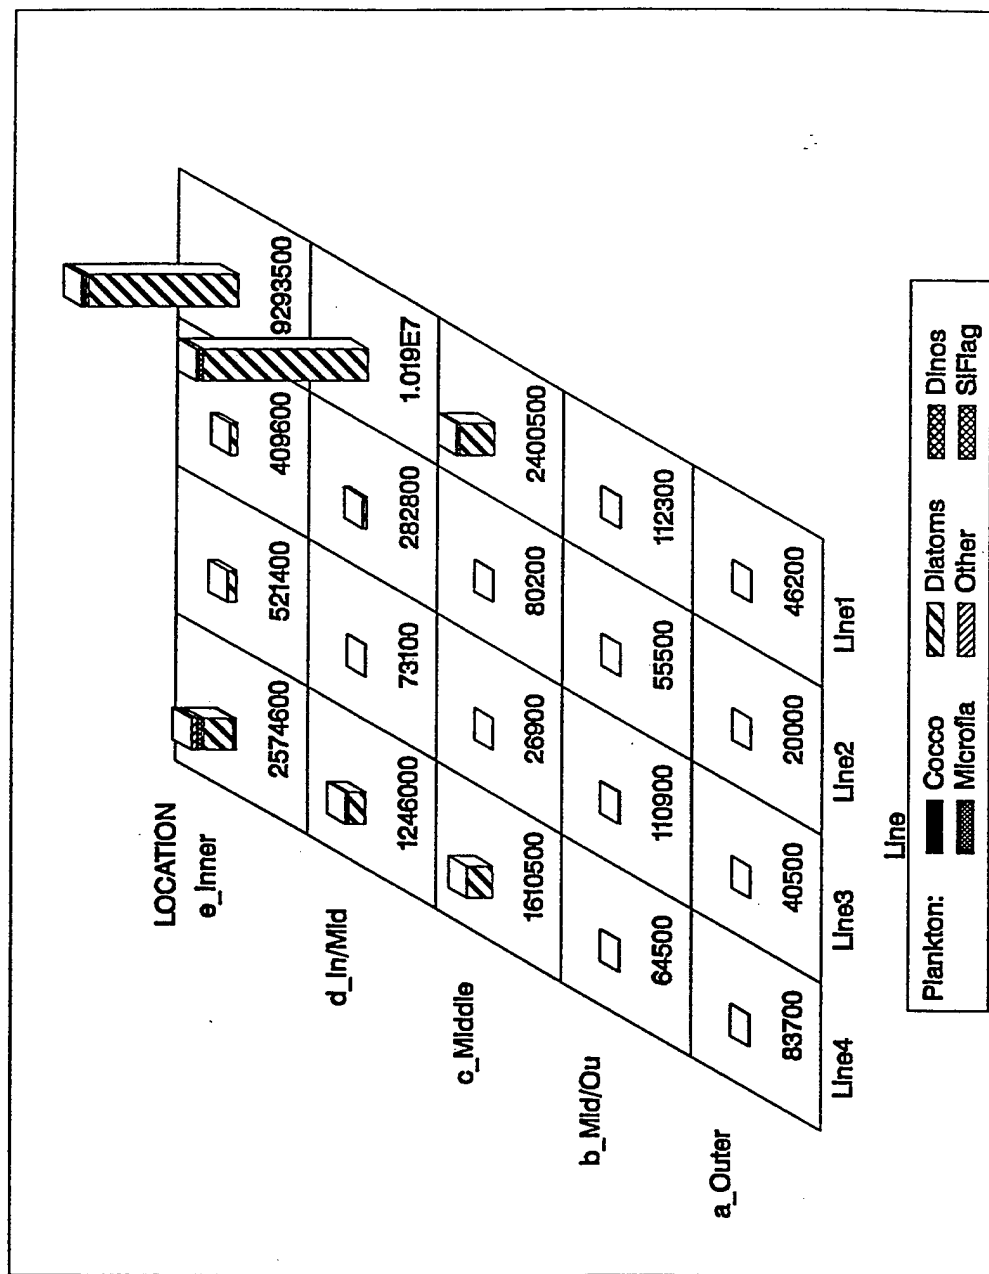 LOCATION
e_Inner
2574600 521400 409600 9293500
d_In/Mid
1246000 73100 282800 1.019E7
c_Middle
1610500 26900 80200 2400500
b_Mid/Ou
64500 110900 55500 112300
a_Outer
83700 40500 20000 46200
Line4 Line3 Line2 Line1
Line
Plankton: Cocco Diatoms Dinos
Microfla Other SiFlag